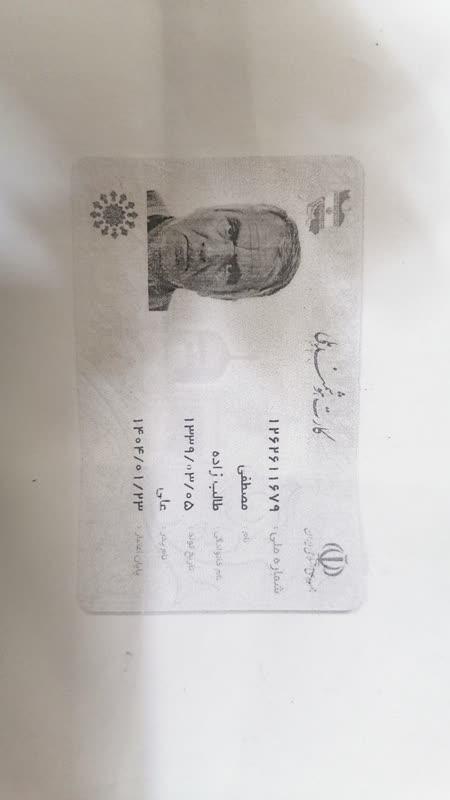 جمهوری اسلامی ایران
کارت هوشمند ملی
شماره ملی: ۱۲۶۲۶۱۱۶۷۹
نام: مصطفی
نام خانوادگی: طالب زاده
تاریخ تولد: ۱۳۳۹/۰۳/۰۵
نام پدر: علی
پایان اعتبار: ۱۴۰۴/۰۱/۲۳